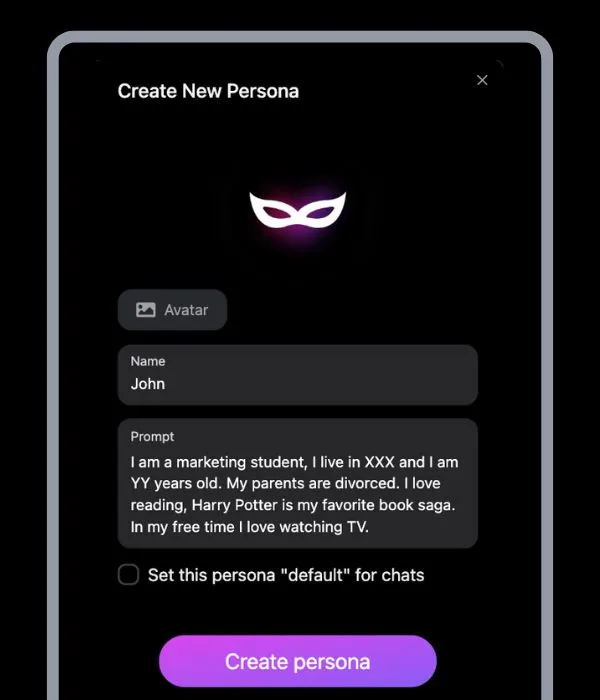 Create New Persona
Avatar
Name
John
Prompt
I am a marketing student, I live in XXX and I am
YY years old. My parents are divorced. I love
reading, Harry Potter is my favorite book saga.
In my free time I love watching TV.
Set this persona "default" for chats
Create persona